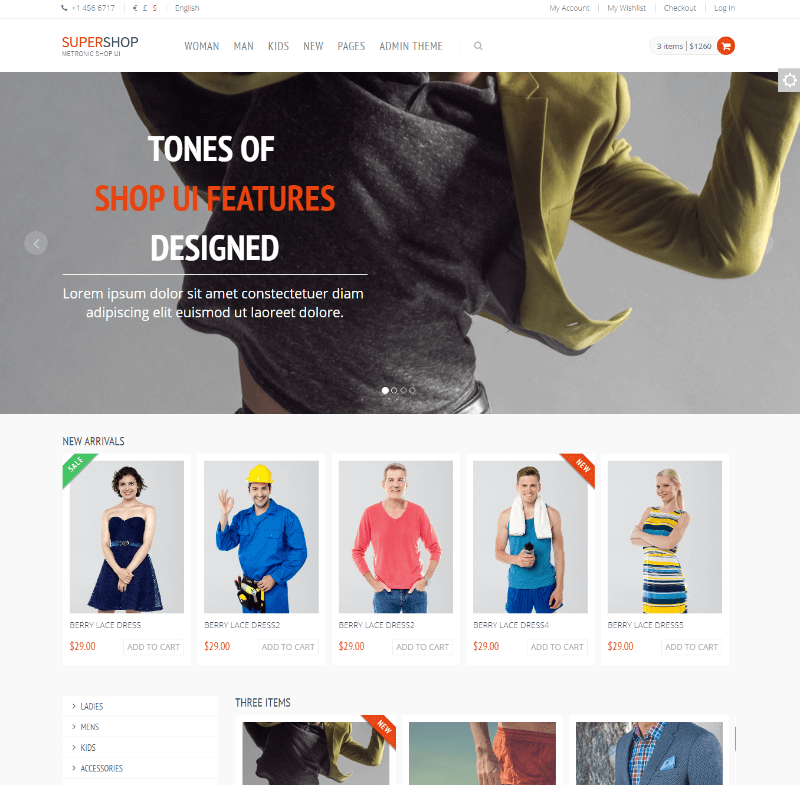 +1 456 6717 € £ $ English My Account My Wishlist Checkout Log In
SUPERSHOP
METRONIC SHOP UI
WOMAN MAN KIDS NEW PAGES ADMIN THEME
3 items $1260
TONES OF
SHOP UI FEATURES
DESIGNED
Lorem ipsum dolor sit amet constectetuer diam
adipiscing elit euismod ut laoreet dolore.
NEW ARRIVALS
SALE
NEW
BERRY LACE DRESS
$29.00 ADD TO CART
BERRY LACE DRESS2
$29.00 ADD TO CART
BERRY LACE DRESS2
$29.00 ADD TO CART
BERRY LACE DRESS4
$29.00 ADD TO CART
BERRY LACE DRESS5
$29.00 ADD TO CART
LADIES
MENS
KIDS
ACCESSORIES
THREE ITEMS
NEW